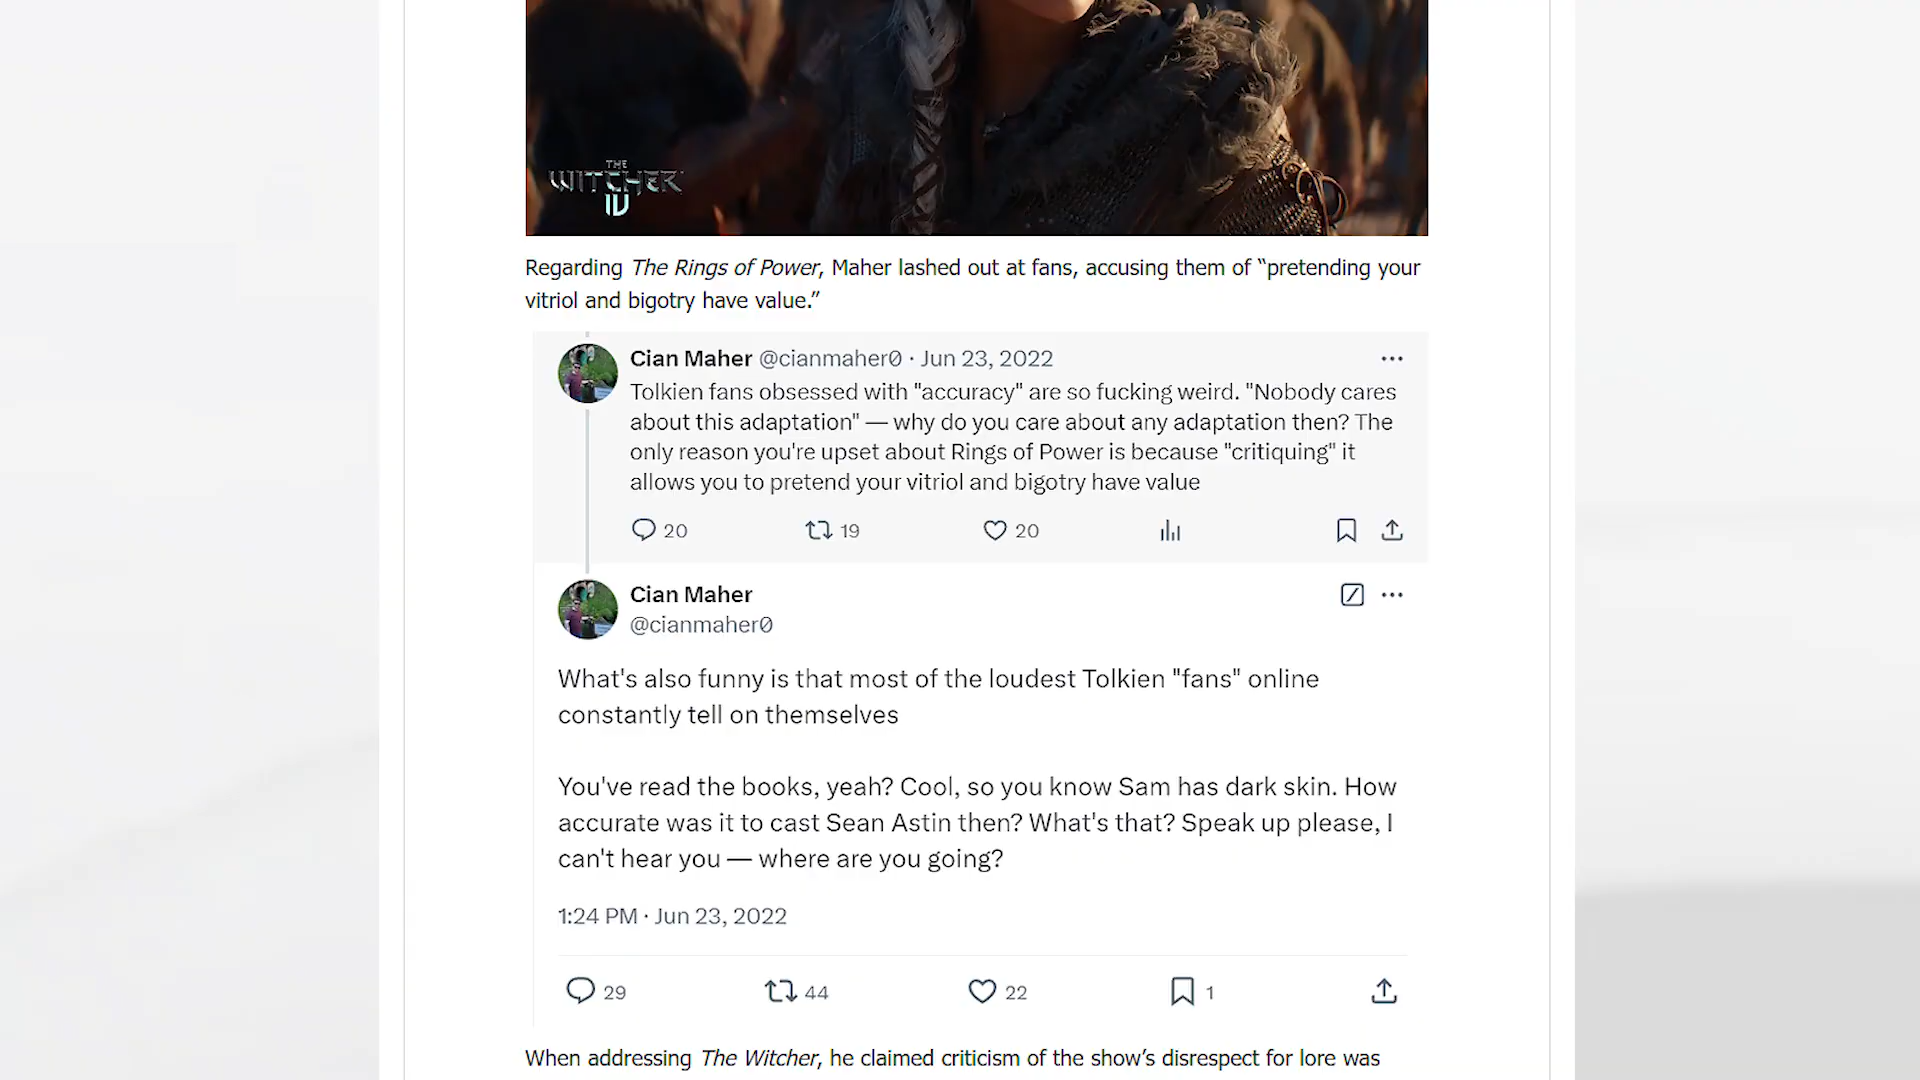 THE
WITCHER
IV
Regarding The Rings of Power, Maher lashed out at fans, accusing them of “pretending your
vitriol and bigotry have value.”
Cian Maher @cianmaher0 · Jun 23, 2022
Tolkien fans obsessed with "accuracy" are so fucking weird. "Nobody cares
about this adaptation" — why do you care about any adaptation then? The
only reason you're upset about Rings of Power is because "critiquing" it
allows you to pretend your vitriol and bigotry have value
20 19 20
Cian Maher
@cianmaher0
What's also funny is that most of the loudest Tolkien "fans" online
constantly tell on themselves
You've read the books, yeah? Cool, so you know Sam has dark skin. How
accurate was it to cast Sean Astin then? What's that? Speak up please, I
can't hear you — where are you going?
1:24 PM · Jun 23, 2022
29 44 22 1
When addressing The Witcher, he claimed criticism of the show’s disrespect for lore was